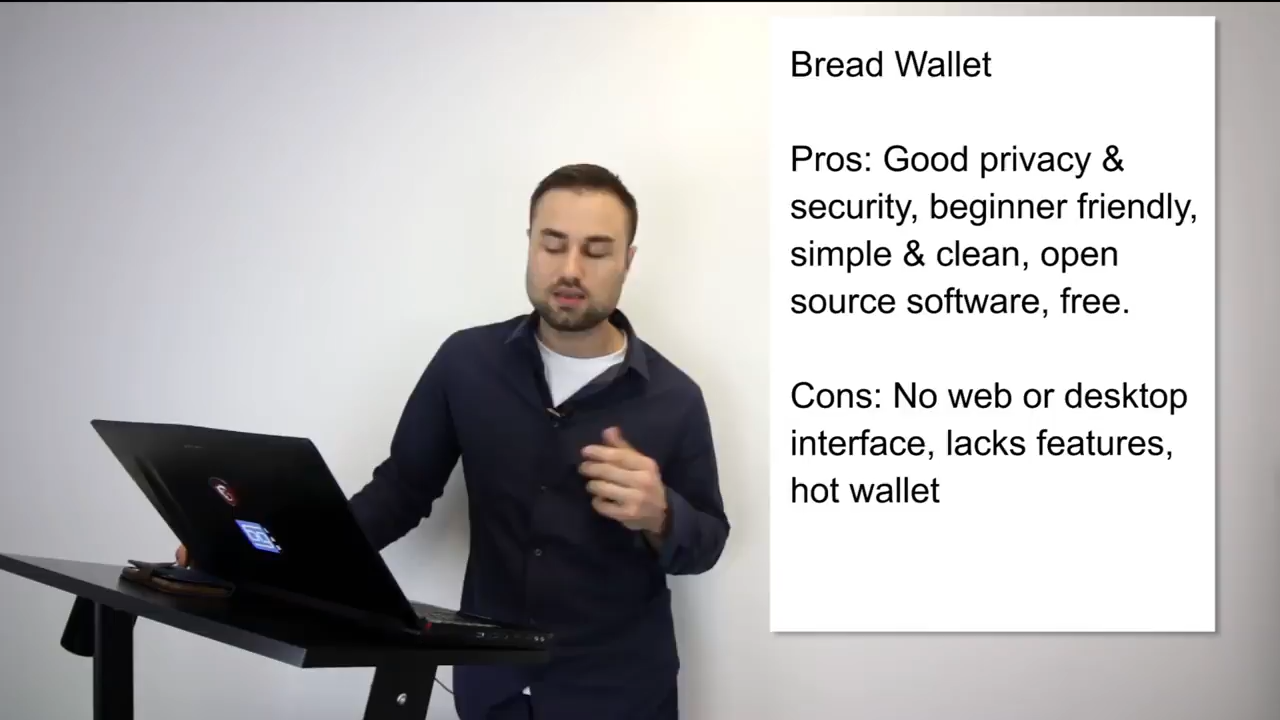 Bread Wallet
Pros: Good privacy &
security, beginner friendly,
simple & clean, open
source software, free.
Cons: No web or desktop
interface, lacks features,
hot wallet